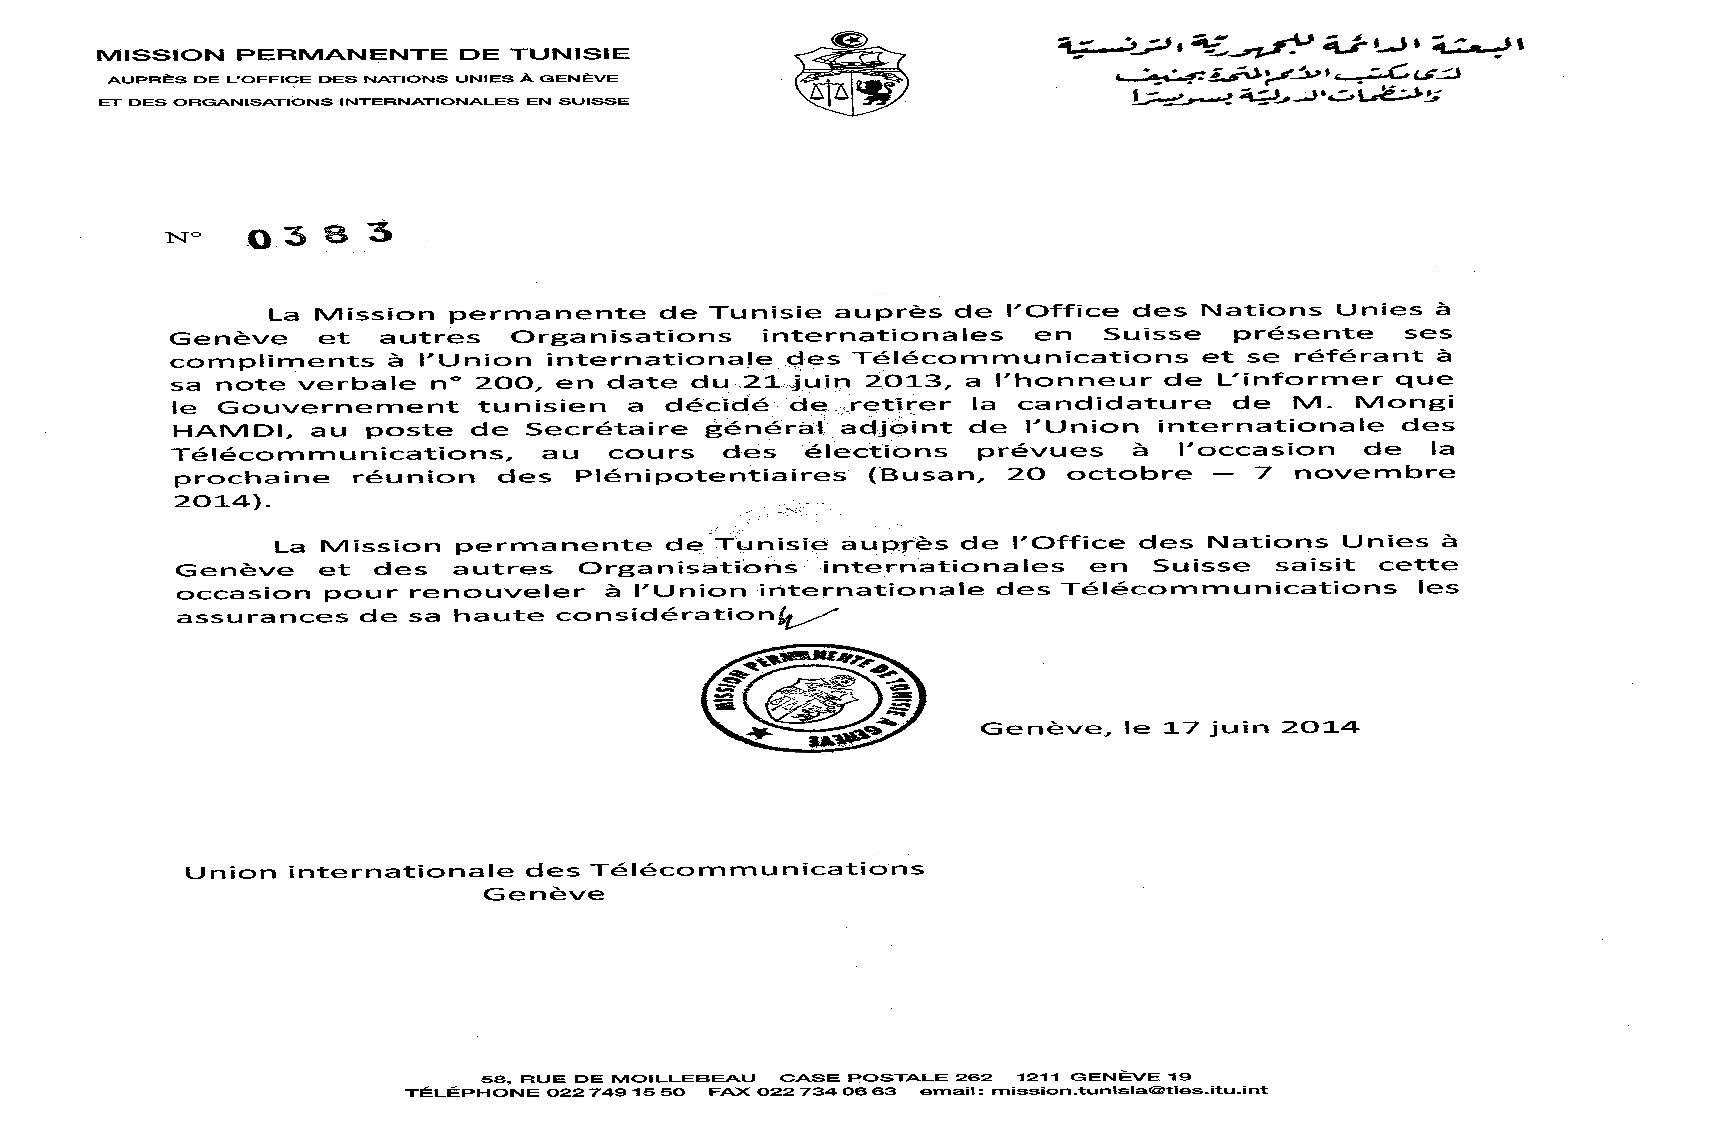 MISSION PERMANENTE DE TUNISIE
AUPRÈS DE L'OFFICE DES NATIONS UNIES À GENÈVE
ET DES ORGANISATIONS INTERNATIONALES EN SUISSE
البعثة الدائمة للجمهورية التونسية
لدى مكتب الأمم المتحدة بجنيف
والمنظمات الدولية بسويسرا
N° 0383
La Mission permanente de Tunisie auprès de l'Office des Nations Unies à
Genève et autres Organisations internationales en Suisse présente ses
compliments à l'Union internationale des Télécommunications et se référant à
sa note verbale n° 200, en date du 21 juin 2013, a l'honneur de L'informer que
le Gouvernement tunisien a décidé de retirer la candidature de M. Mongi
HAMDI, au poste de Secrétaire général adjoint de l'Union internationale des
Télécommunications, au cours des élections prévues à l'occasion de la
prochaine réunion des Plénipotentiaires (Busan, 20 octobre – 7 novembre
2014).
La Mission permanente de Tunisie auprès de l'Office des Nations Unies à
Genève et des autres Organisations internationales en Suisse saisit cette
occasion pour renouveler à l'Union internationale des Télécommunications les
assurances de sa haute considération
MISSION PERMANENTE DE TUNISIE A GENEVE
Genève, le 17 juin 2014
Union internationale des Télécommunications
Genève
58, RUE DE MOILLEBEAU CASE POSTALE 262 1211 GENÈVE 19
TÉLÉPHONE 022 749 15 50 FAX 022 734 06 63 email: mission.tunisia@ties.itu.int